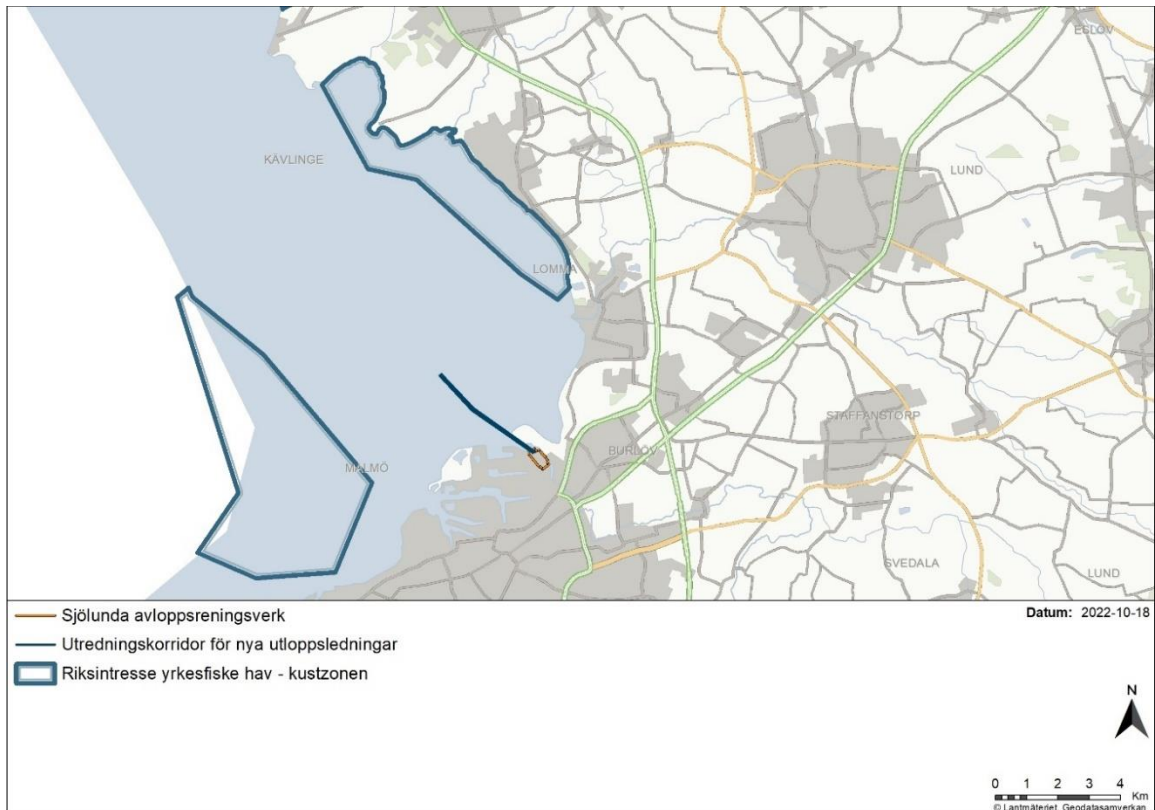 ESLÖV
KÄVLINGE
LUND
LOMMA
STAFFANSTORP
BURLÖV
MALMÖ
SVEDALA
LUND
Sjölunda avloppsreningsverk
Datum: 2022-10-18
Utredningskorridor för nya utloppsledningar
Riksintresse yrkesfiske hav - kustzonen
N
0 1 2 3 4
Km
© Lantmäteriet, Geodatasamverkan